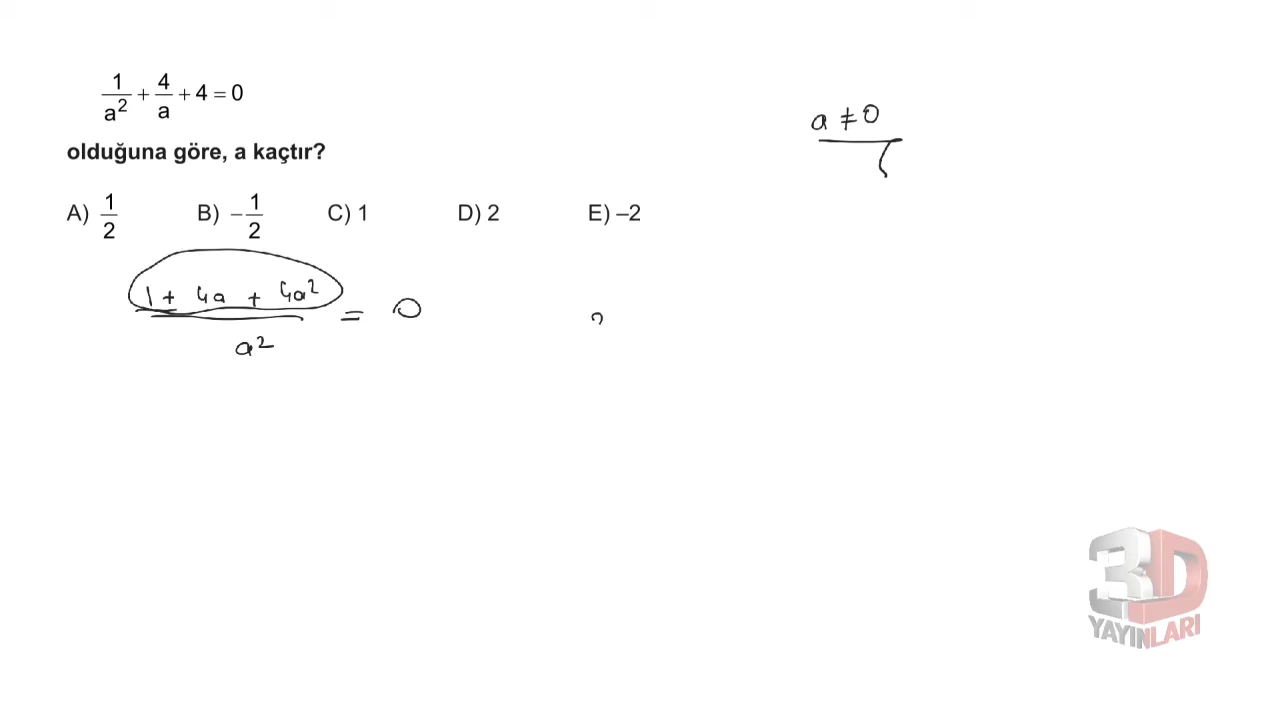 1/a² + 4/a + 4 = 0
a ≠ 0
olduğuna göre, a kaçtır?
A) 1/2 B) -1/2 C) 1 D) 2 E) –2
1 + 4a + 4a² / a² = 0
3D
YAYINLARI